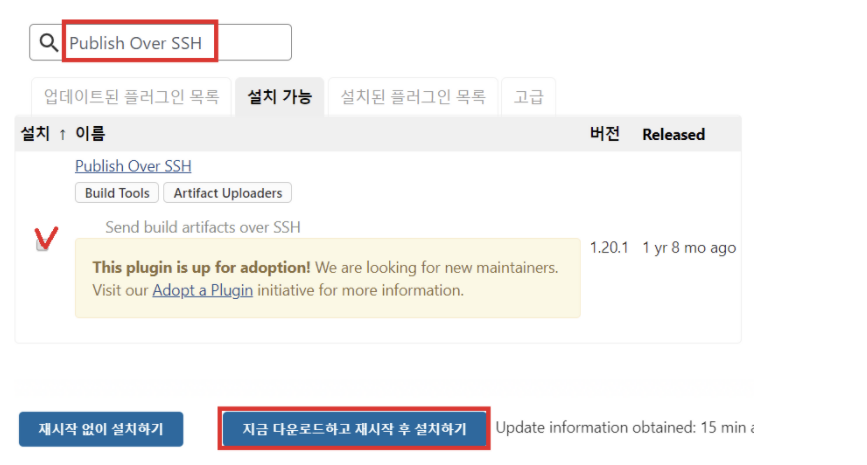 Publish Over SSH
업데이트된 플러그인 목록 설치 가능 설치된 플러그인 목록 고급
설치 ↑ 이름 버전 Released
Publish Over SSH
Build Tools Artifact Uploaders
Send build artifacts over SSH
1.20.1 1 yr 8 mo ago
This plugin is up for adoption! We are looking for new maintainers.
Visit our Adopt a Plugin initiative for more information.
재시작 없이 설치하기 지금 다운로드하고 재시작 후 설치하기 Update information obtained: 15 min